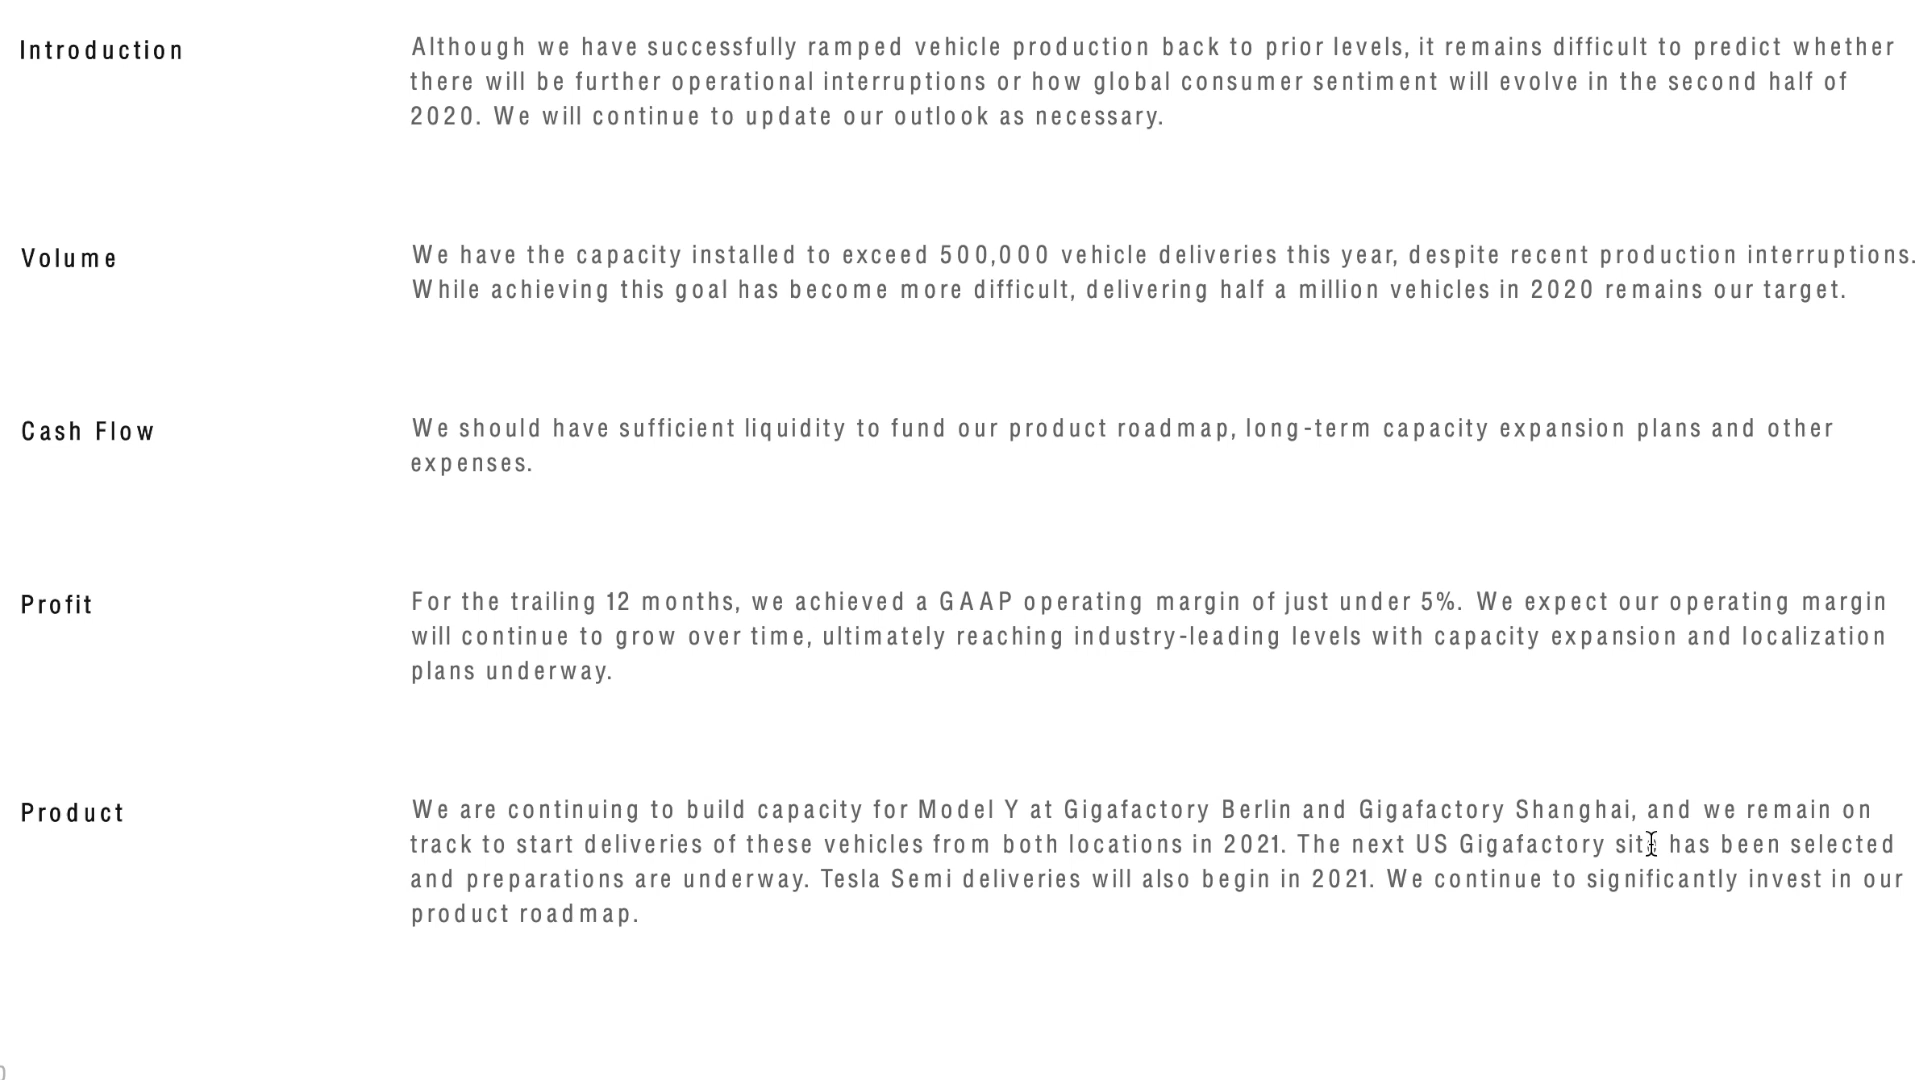 Introduction
Although we have successfully ramped vehicle production back to prior levels, it remains difficult to predict whether
there will be further operational interruptions or how global consumer sentiment will evolve in the second half of
2020. We will continue to update our outlook as necessary.
Volume
We have the capacity installed to exceed 500,000 vehicle deliveries this year, despite recent production interruptions.
While achieving this goal has become more difficult, delivering half a million vehicles in 2020 remains our target.
Cash Flow
We should have sufficient liquidity to fund our product roadmap, long-term capacity expansion plans and other
expenses.
Profit
For the trailing 12 months, we achieved a GAAP operating margin of just under 5%. We expect our operating margin
will continue to grow over time, ultimately reaching industry-leading levels with capacity expansion and localization
plans underway.
Product
We are continuing to build capacity for Model Y at Gigafactory Berlin and Gigafactory Shanghai, and we remain on
track to start deliveries of these vehicles from both locations in 2021. The next US Gigafactory site has been selected
and preparations are underway. Tesla Semi deliveries will also begin in 2021. We continue to significantly invest in our
product roadmap.